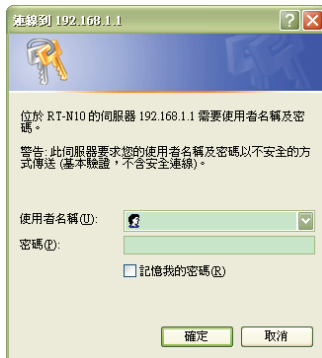 連線到 192.168.1.1
位於 RT-N10 的伺服器 192.168.1.1 需要使用者名稱及密
碼。
警告: 此伺服器要求您的使用者名稱及密碼以不安全的方
式傳送 (基本驗證，不含安全連線)。
使用者名稱(U):
密碼(P):
記憶我的密碼(R)
確定
取消